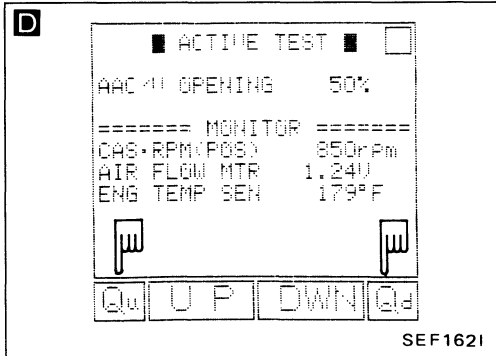 D
■ ACTIVE TEST ■
AAC/V OPENING 50%
======= MONITOR =======
CAS•RPM(POS) 850rpm
AIR FLOW MTR 1.24V
ENG TEMP SEN 179°F
Qu UP DWN Qd
SEF162I